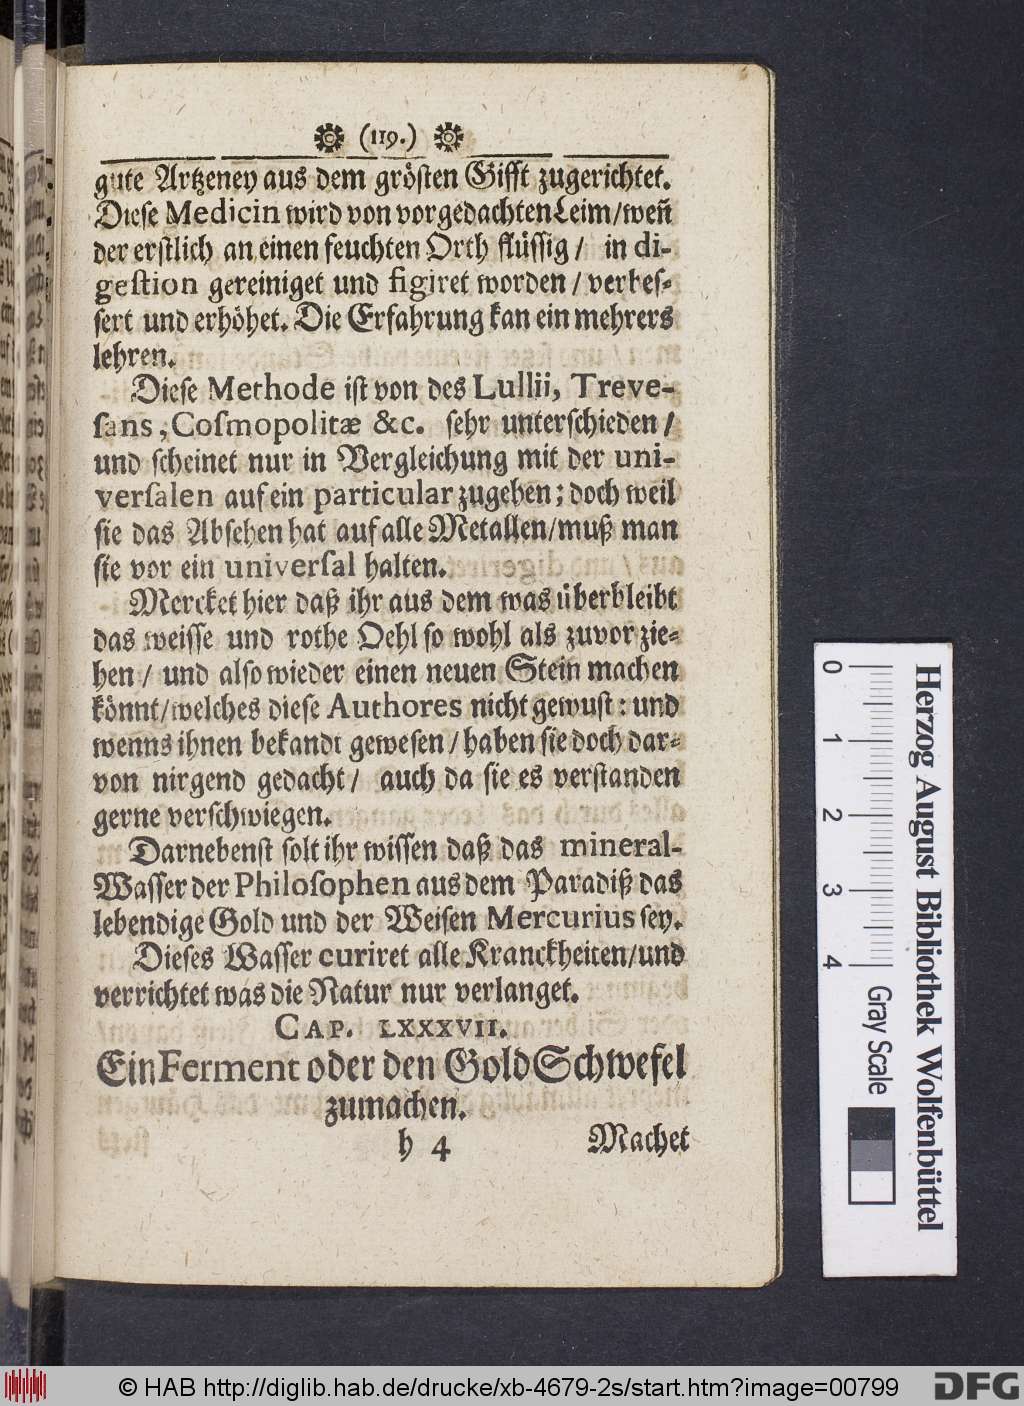 (119.)
gute Artzeney aus dem grösten Gifft zugerichtet.
Diese Medicin wird von vorgedachten Leim/ weñ
der erstlich an einen feuchten Orth flüssig/ in di-
gestion gereiniget und figiret worden/ verbes-
sert und erhöhet. Die Erfahrung kan ein mehrers
lehren.
Diese Methode ist von des Lullii, Treve-
sans, Cosmopolitæ &c. sehr unterschieden/
und scheinet nur in Vergleichung mit der uni-
versalen auf ein particular zugehen; doch weil
sie das Absehen hat auf alle Metallen/ muß man
sie vor ein universal halten.
Mercket hier daß ihr aus dem was überbleibt
das weisse und rothe Oehl so wohl als zuvor zie-
hen/ und also wieder einen neuen Stein machen
könnt/ welches diese Authores nicht gewust: und
wenns ihnen bekandt gewesen/ haben sie doch dar-
von nirgend gedacht/ auch da sie es verstanden
gerne verschwiegen.
Darnebenst solt ihr wissen daß das mineral-
Wasser der Philosophen aus dem Paradiß das
lebendige Gold und der Weisen Mercurius sey.
Dieses Wasser curiret alle Kranckheiten/ und
verrichtet was die Natur nur verlanget.
CAP. LXXXVII.
Ein Ferment oder den Gold Schwefel
zumachen.
h 4 Machet
0 1 2 3 4
Herzog August Bibliothek Wolfenbüttel
Gray Scale
© HAB http://diglib.hab.de/drucke/xb-4679-2s/start.htm?image=00799
DFG